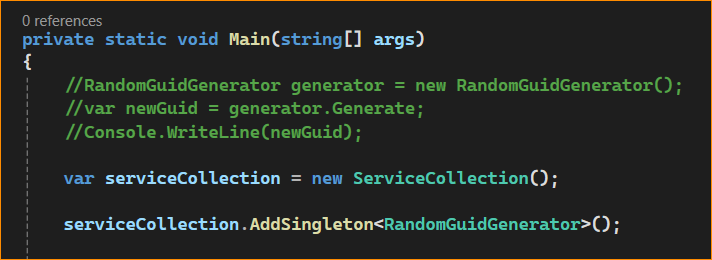 0 references
private static void Main(string[] args)
{
//RandomGuidGenerator generator = new RandomGuidGenerator();
//var newGuid = generator.Generate;
//Console.WriteLine(newGuid);
var serviceCollection = new ServiceCollection();
serviceCollection.AddSingleton<RandomGuidGenerator>();